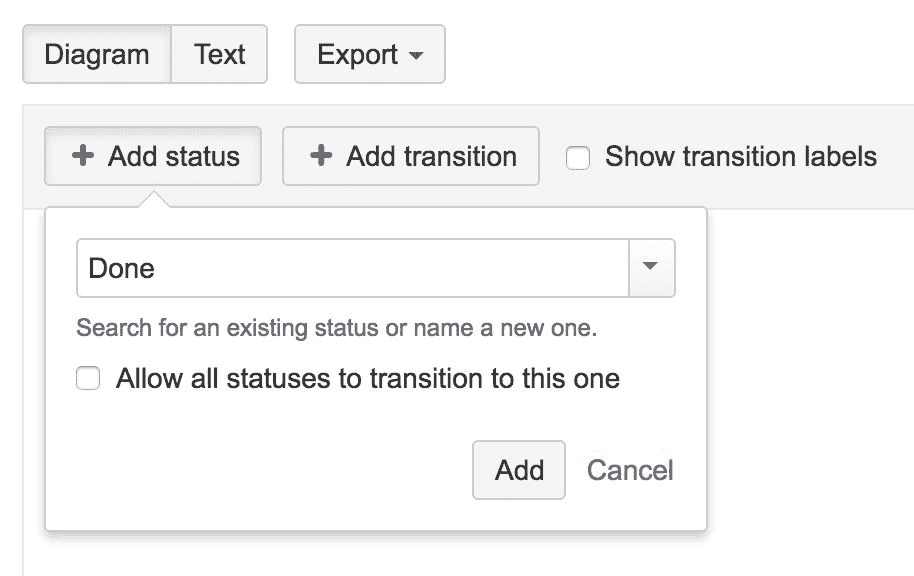 Diagram Text Export
+ Add status + Add transition Show transition labels
Done
Search for an existing status or name a new one.
Allow all statuses to transition to this one
Add Cancel